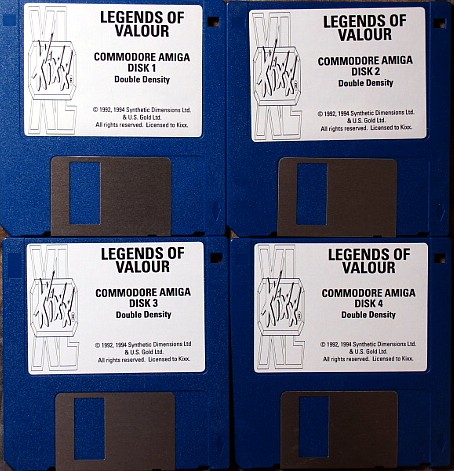 LEGENDS OF
VALOUR
COMMODORE AMIGA
DISK 1
Double Density
© 1992, 1994 Synthetic Dimensions Ltd
& U.S. Gold Ltd.
All rights reserved. Licensed to Kixx.
LEGENDS OF
VALOUR
COMMODORE AMIGA
DISK 2
Double Density
© 1992, 1994 Synthetic Dimensions Ltd
& U.S. Gold Ltd.
All rights reserved. Licensed to Kixx.
LEGENDS OF
VALOUR
COMMODORE AMIGA
DISK 3
Double Density
© 1992, 1994 Synthetic Dimensions Ltd
& U.S. Gold Ltd.
All rights reserved. Licensed to Kixx.
LEGENDS OF
VALOUR
COMMODORE AMIGA
DISK 4
Double Density
© 1992, 1994 Synthetic Dimensions Ltd
& U.S. Gold Ltd.
All rights reserved. Licensed to Kixx.